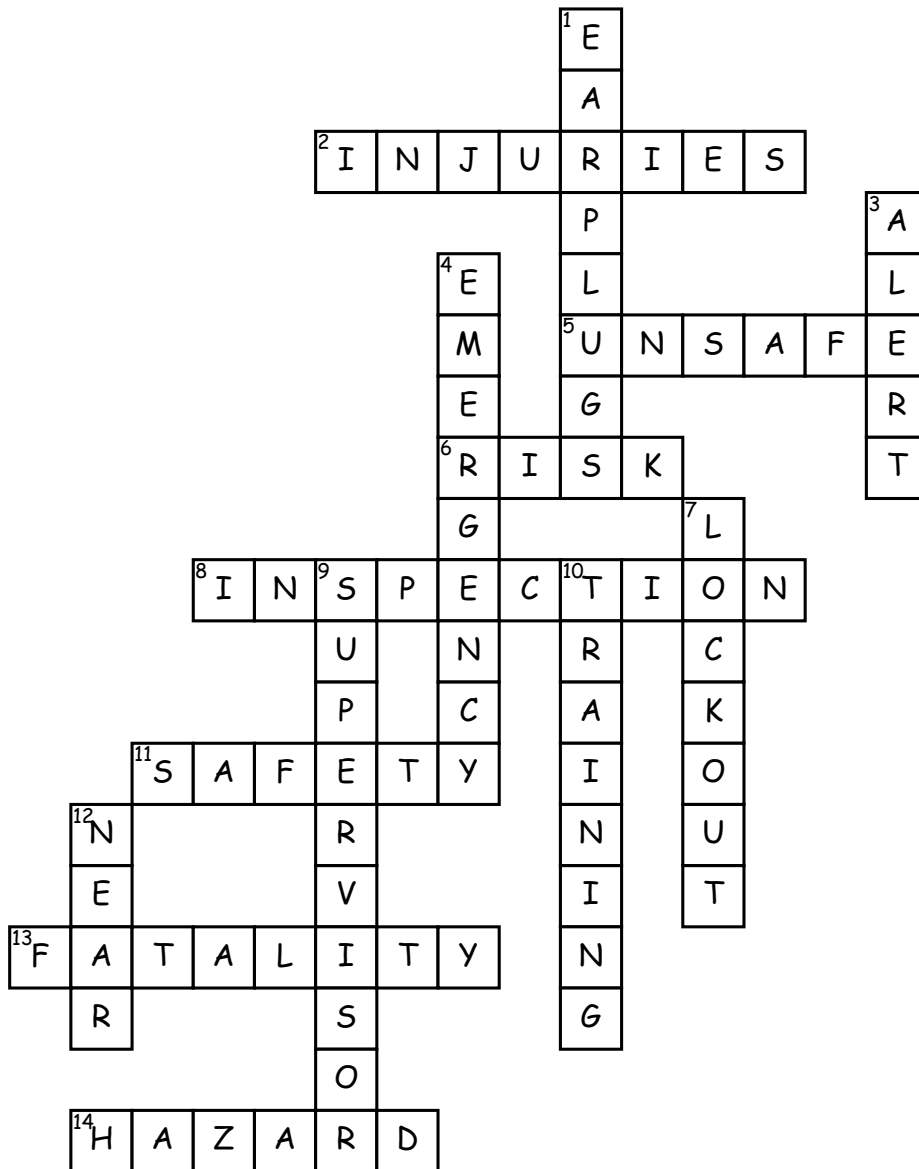 1 E
A
2 I N J U R I E S
P 3 A
4 E L L
M 5 U N S A F E
E G R
6 R I S K T
G 7 L
8 I N 9 S P E C 10 T I O N
U N R C
P C A K
11 S A F E T Y I O
12 N R N U
E V I T
13 F A T A L I T Y N
R S G
O
14 H A Z A R D